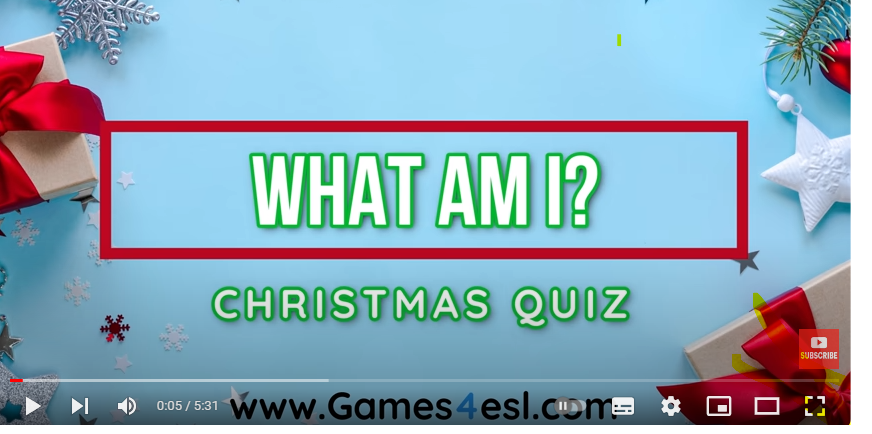 WHAT AM I?
CHRISTMAS QUIZ
SUBSCRIBE
0:05 / 5:31
www.Games4esl.com